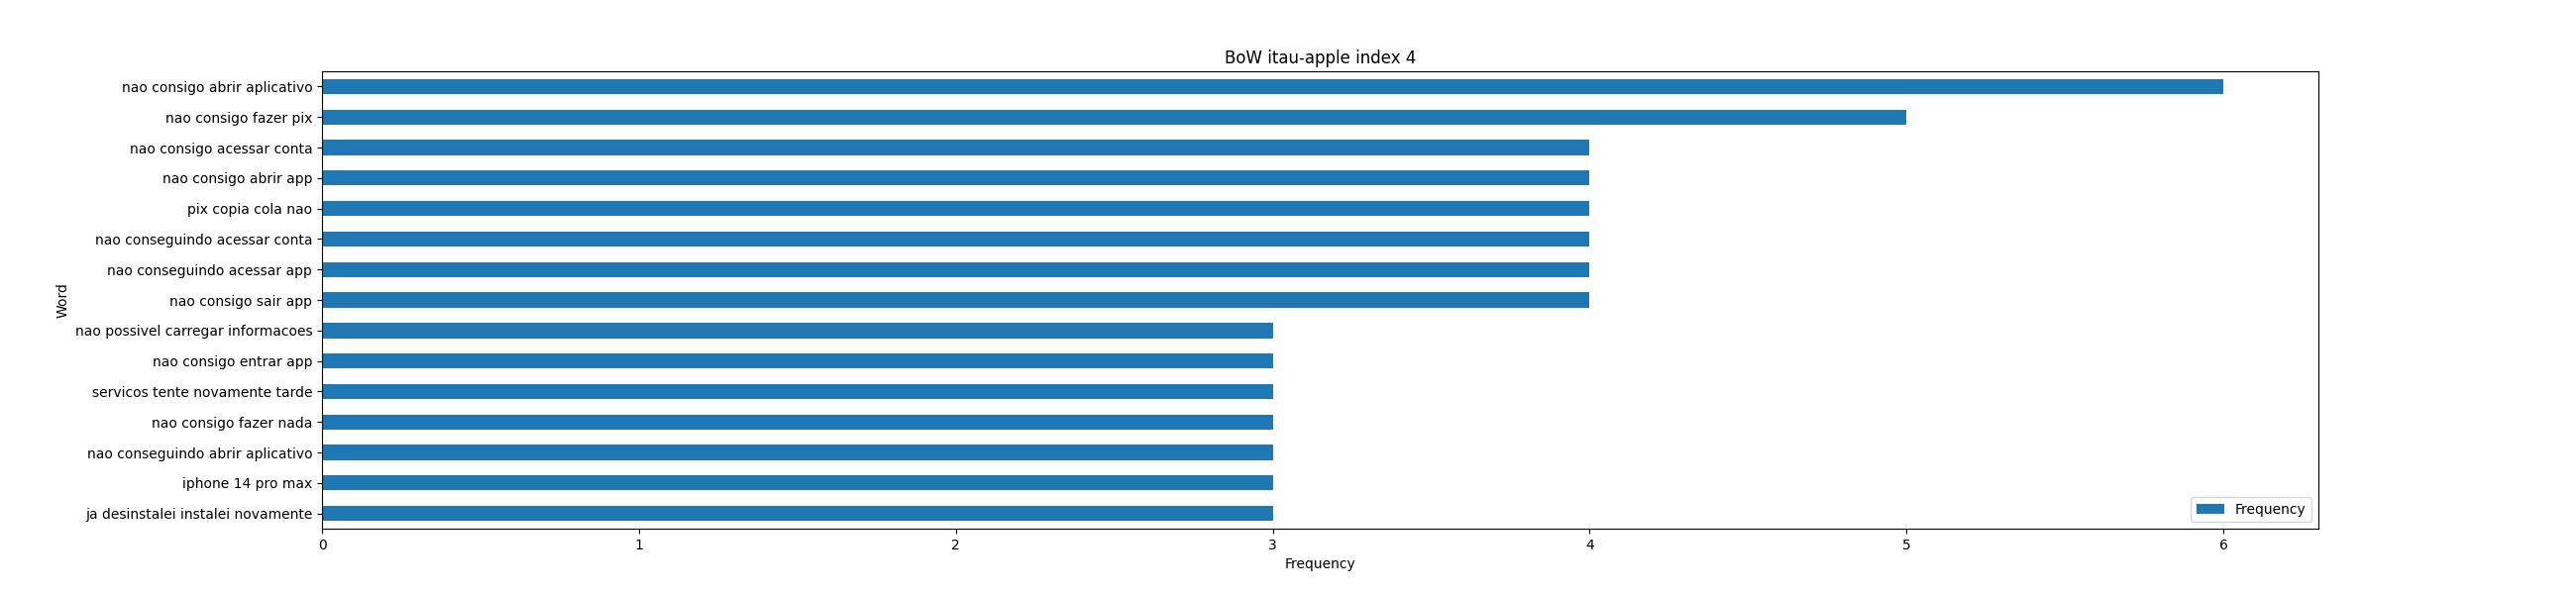 BoW itau-apple index 4
nao consigo abrir aplicativo
nao consigo fazer pix
nao consigo acessar conta
nao consigo abrir app
pix copia cola nao
nao conseguindo acessar conta
nao conseguindo acessar app
nao consigo sair app
nao possivel carregar informacoes
nao consigo entrar app
servicos tente novamente tarde
nao consigo fazer nada
nao conseguindo abrir aplicativo
iphone 14 pro max
ja desinstalei instalei novamente
Word
Frequency
0 1 2 3 4 5 6
Frequency